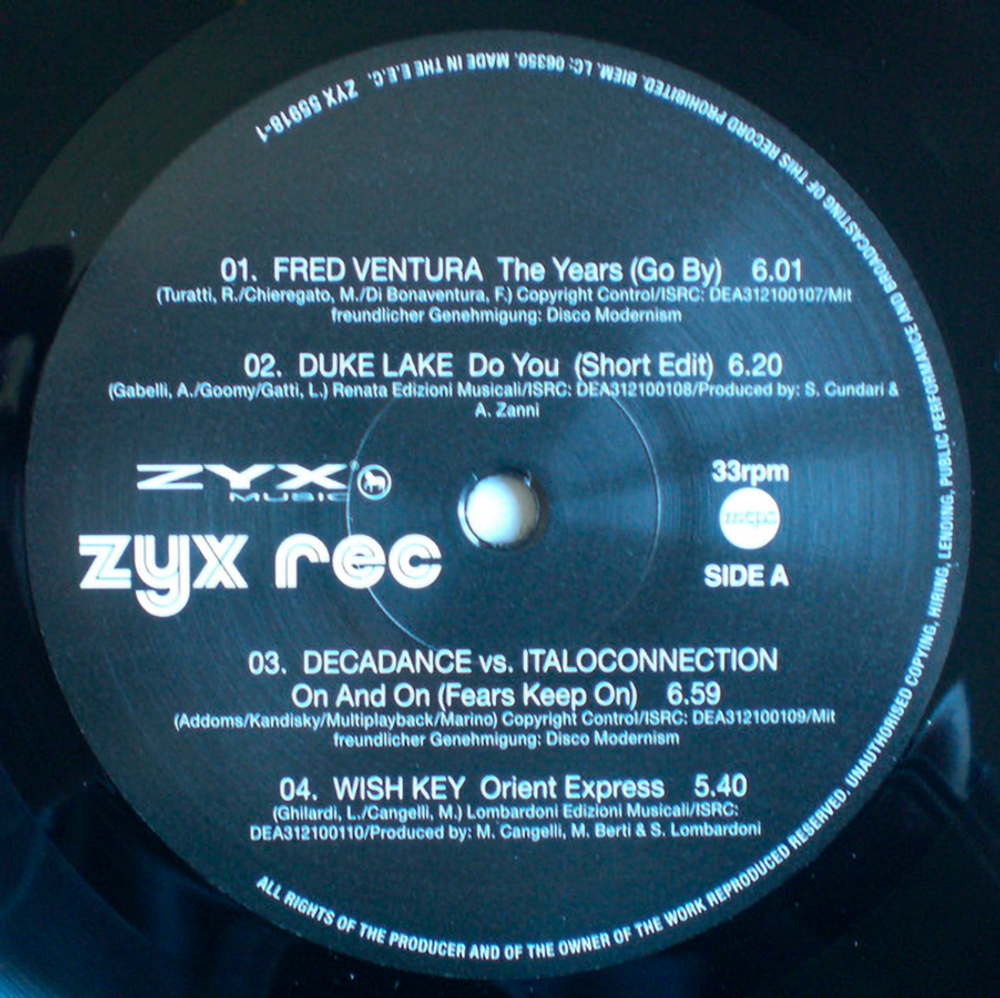 01. FRED VENTURA The Years (Go By) 6.01
(Turatti, R./Chieregato, M./Di Bonaventura, F.) Copyright Control/ISRC: DEA312100107/Mit
freundlicher Genehmigung: Disco Modernism
02. DUKE LAKE Do You (Short Edit) 6.20
(Gabelli, A./Goomy/Gatti, L.) Renata Edizioni Musicali/ISRC: DEA312100108/Produced by: S. Cundari &
A. Zanni
ZYX
MUSIC
zyx rec
33rpm
mcps
SIDE A
03. DECADANCE vs. ITALOCONNECTION
On And On (Fears Keep On) 6.59
(Addoms/Kandisky/Multiplayback/Marino) Copyright Control/ISRC: DEA312100109/Mit
freundlicher Genehmigung: Disco Modernism
04. WISH KEY Orient Express 5.40
(Ghilardi, L./Cangelli, M.) Lombardoni Edizioni Musicali/ISRC:
DEA312100110/Produced by: M. Cangelli, M. Berti & S. Lombardoni
ALL RIGHTS OF THE PRODUCER AND OF THE OWNER OF THE WORK REPRODUCED RESERVED. UNAUTHORISED COPYING, HIRING, LENDING, PUBLIC PERFORMANCE AND BROADCASTING OF THIS RECORD PROHIBITED. BIEM. LC: 06350. MADE IN THE E.E.C. ZYX 55918-1